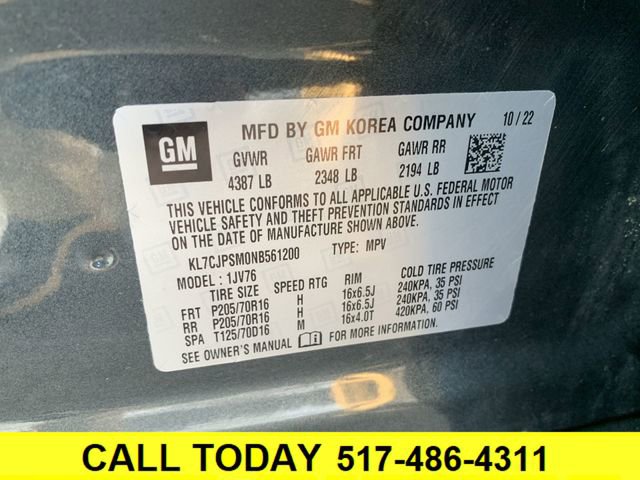 GM
MFD BY GM KOREA COMPANY 10/22
GVWR GAWR FRT GAWR RR
4387 LB 2348 LB 2194 LB
THIS VEHICLE CONFORMS TO ALL APPLICABLE U.S. FEDERAL MOTOR
VEHICLE SAFETY AND THEFT PREVENTION STANDARDS IN EFFECT
ON THE DATE OF MANUFACTURE SHOWN ABOVE.
KL7CJPSM0NB561200 TYPE: MPV
MODEL: 1JV76
TIRE SIZE SPEED RTG RIM COLD TIRE PRESSURE
FRT P205/70R16 H 16x6.5J 240KPA, 35 PSI
RR P205/70R16 H 16x6.5J 240KPA, 35 PSI
SPA T125/70D16 M 16x4.0T 420KPA, 60 PSI
SEE OWNER'S MANUAL FOR MORE INFORMATION.
CALL TODAY 517-486-4311